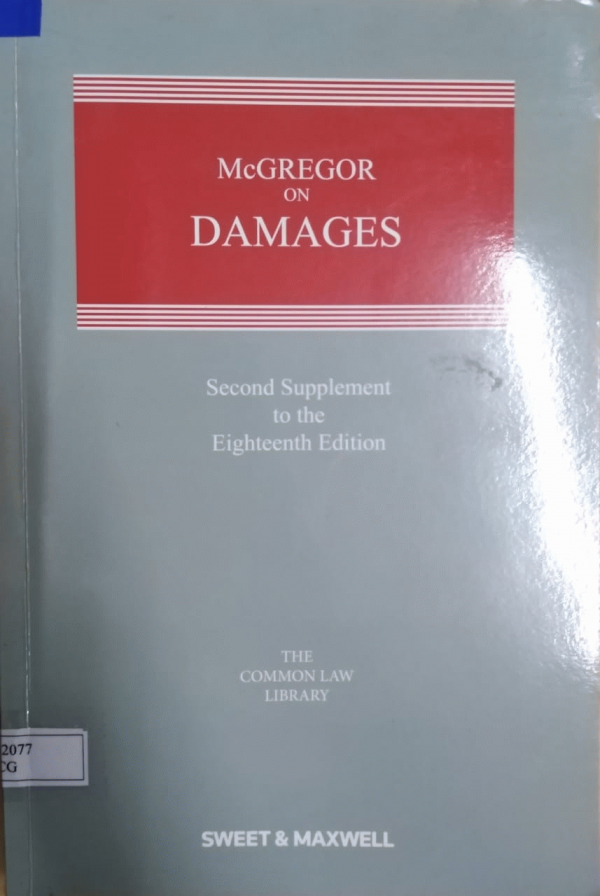 McGREGOR
ON
DAMAGES
Second Supplement
to the
Eighteenth Edition
THE
COMMON LAW
LIBRARY
2077
CG
SWEET & MAXWELL